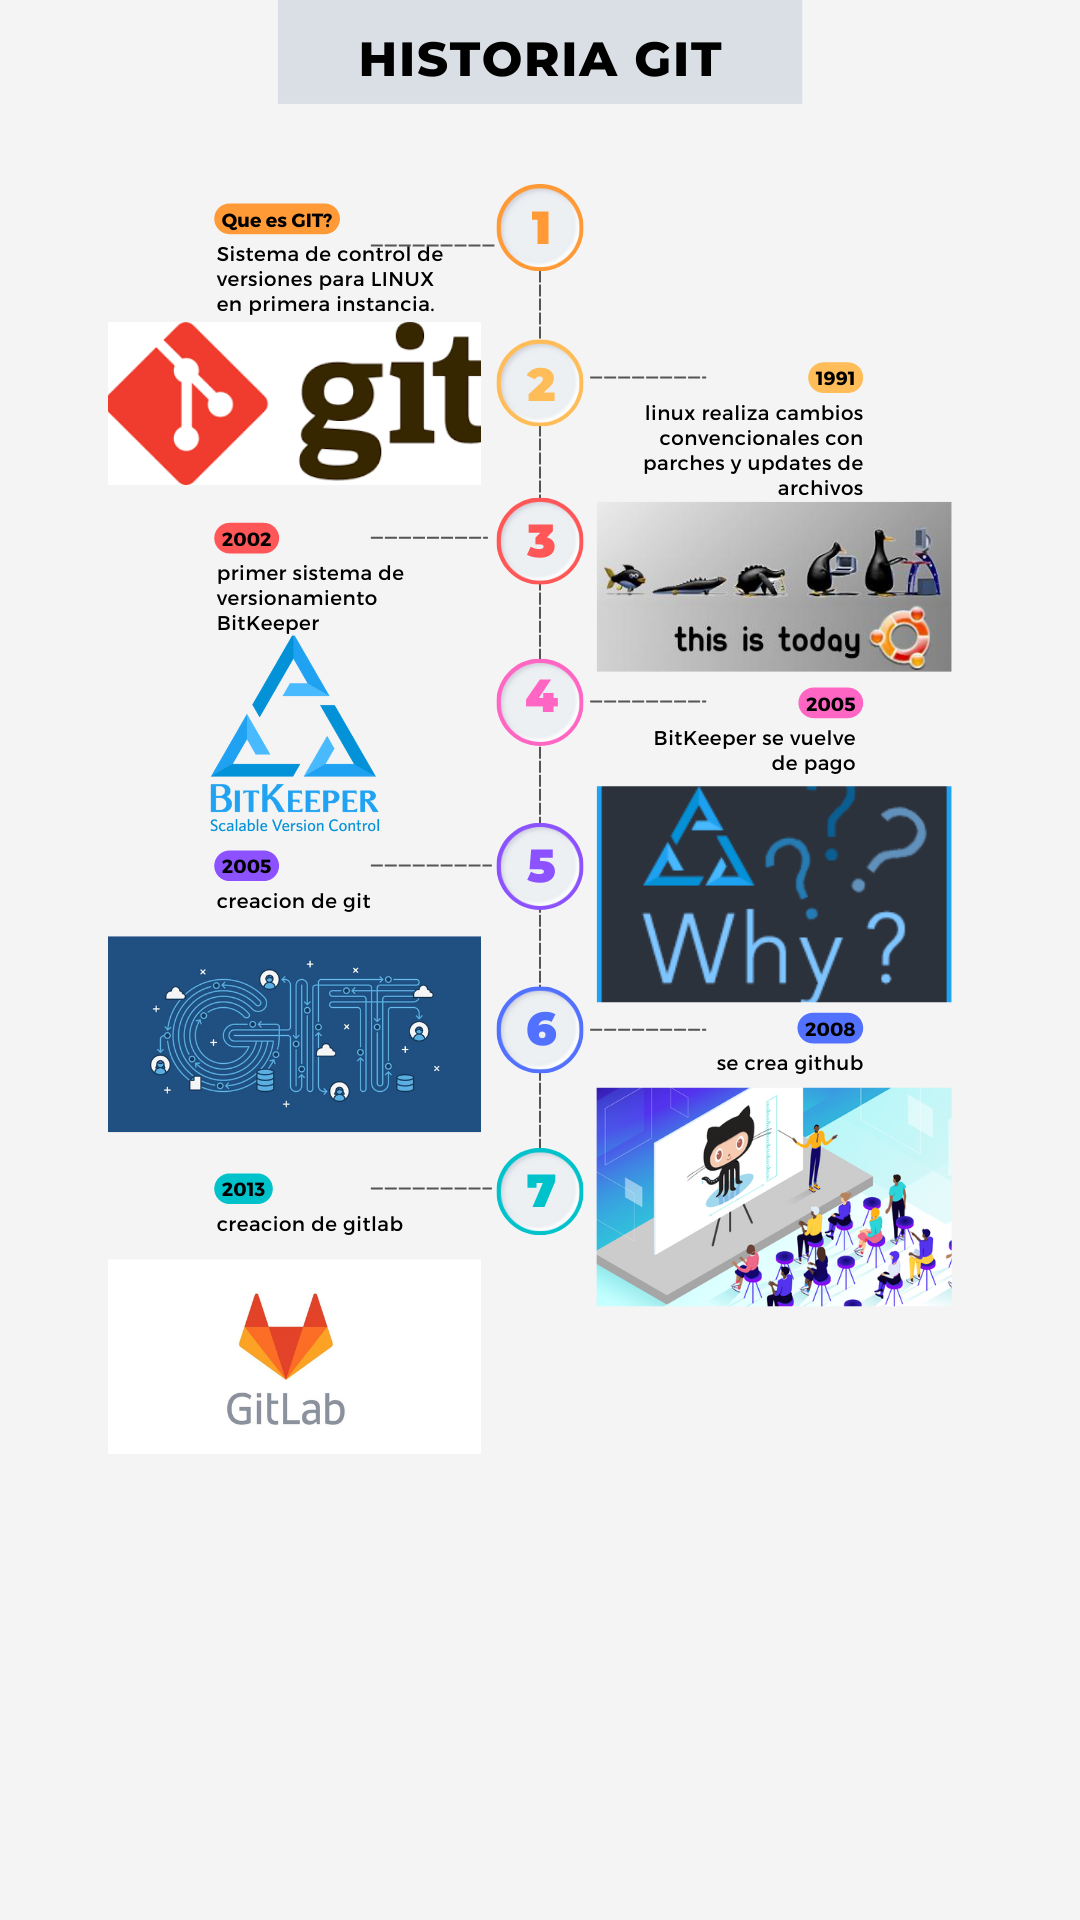 HISTORIA GIT
1
Que es GIT?
Sistema de control de
versiones para LINUX
en primera instancia.
git
2
1991
linux realiza cambios
convencionales con
parches y updates de
archivos
this is today
3
2002
primer sistema de
versionamiento
BitKeeper
BITKEEPER
Scalable Version Control
4
2005
BitKeeper se vuelve
de pago
? ? ?
Why ?
5
2005
creacion de git
GIT
6
2008
se crea github
7
2013
creacion de gitlab
GitLab